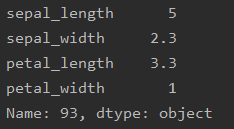 sepal_length 5
sepal_width 2.3
petal_length 3.3
petal_width 1
Name: 93, dtype: object